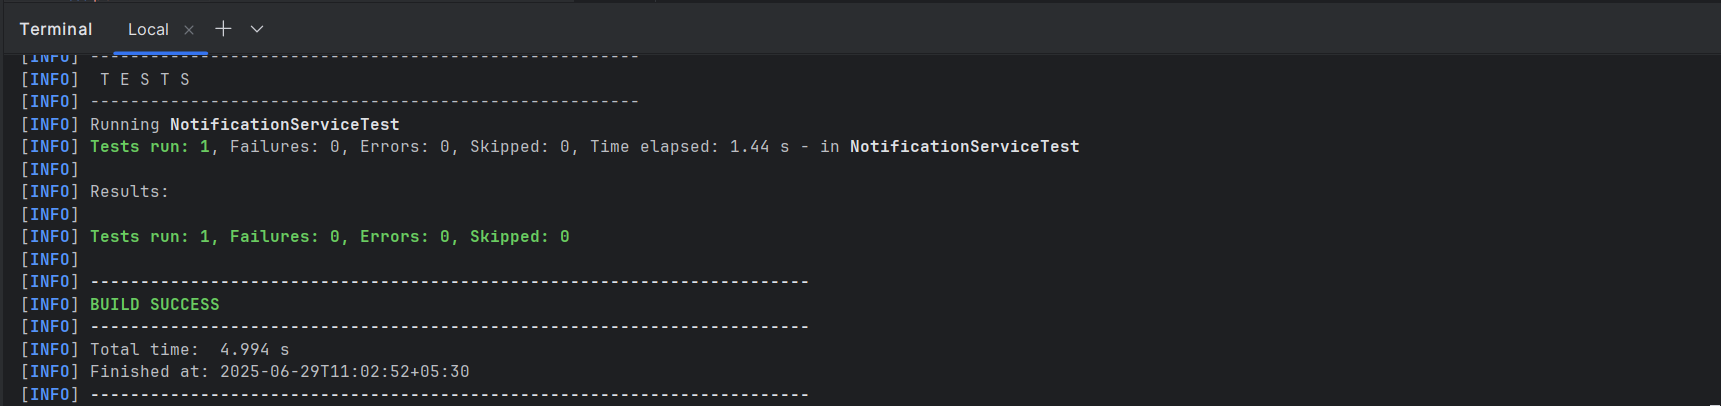 Terminal Local × + ∨
[INFO] -------------------------------------------------------
[INFO]  T E S T S
[INFO] -------------------------------------------------------
[INFO] Running NotificationServiceTest
[INFO] Tests run: 1, Failures: 0, Errors: 0, Skipped: 0, Time elapsed: 1.44 s - in NotificationServiceTest
[INFO]
[INFO] Results:
[INFO]
[INFO] Tests run: 1, Failures: 0, Errors: 0, Skipped: 0
[INFO]
[INFO] ------------------------------------------------------------------------
[INFO] BUILD SUCCESS
[INFO] ------------------------------------------------------------------------
[INFO] Total time:  4.994 s
[INFO] Finished at: 2025-06-29T11:02:52+05:30
[INFO] ------------------------------------------------------------------------